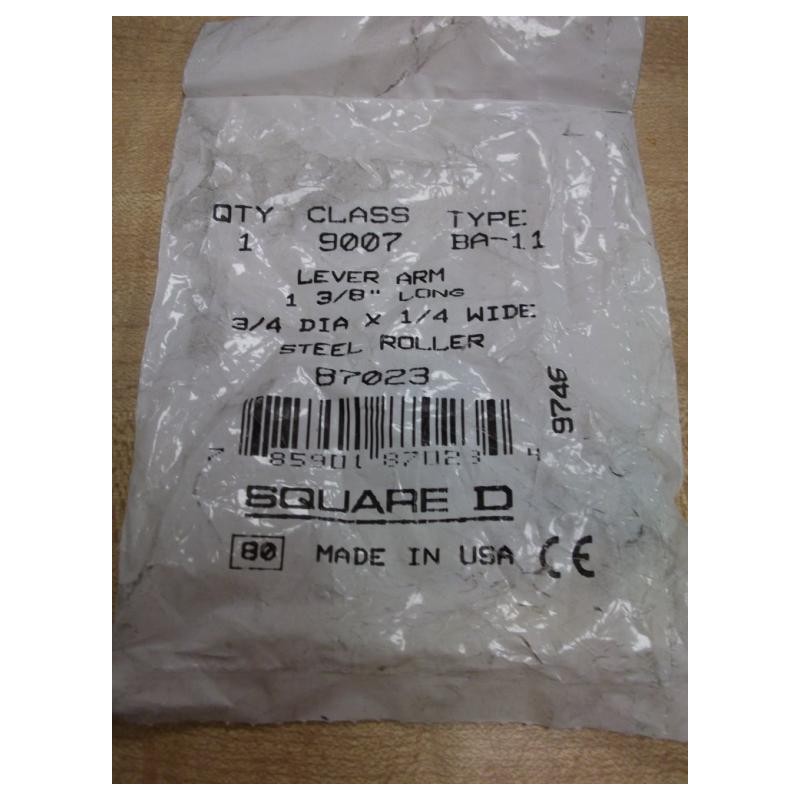 QTY CLASS TYPE
1 9007 BA-11
LEVER ARM
1 3/8" LONG
3/4 DIA X 1/4 WIDE
STEEL ROLLER
87023
9746
7 85901 87023 4
SQUARE D
80 MADE IN USA CE